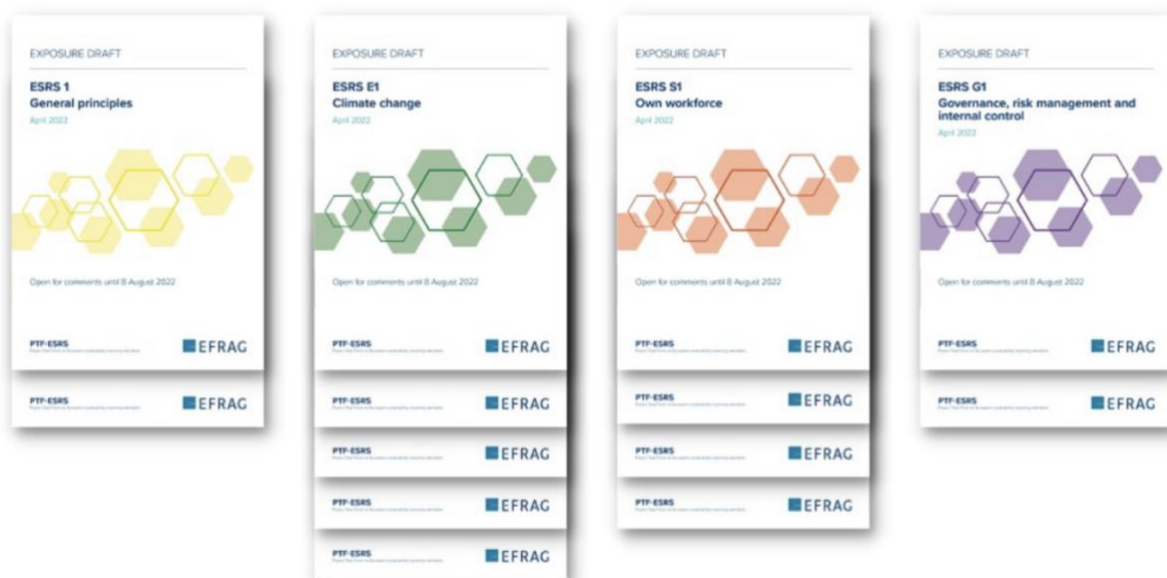 EXPOSURE DRAFT
ESRS 1
General principles
April 2022
Open for comments until 8 August 2022
PTF-ESRS
EFRAG
PTF-ESRS
EFRAG
EXPOSURE DRAFT
ESRS E1
Climate change
April 2022
Open for comments until 8 August 2022
PTF-ESRS
EFRAG
PTF-ESRS
EFRAG
PTF-ESRS
EFRAG
PTF-ESRS
EFRAG
PTF-ESRS
EFRAG
EXPOSURE DRAFT
ESRS S1
Own workforce
April 2022
Open for comments until 8 August 2022
PTF-ESRS
EFRAG
PTF-ESRS
EFRAG
PTF-ESRS
EFRAG
PTF-ESRS
EFRAG
EXPOSURE DRAFT
ESRS G1
Governance, risk management and
internal control
April 2022
Open for comments until 8 August 2022
PTF-ESRS
EFRAG
PTF-ESRS
EFRAG